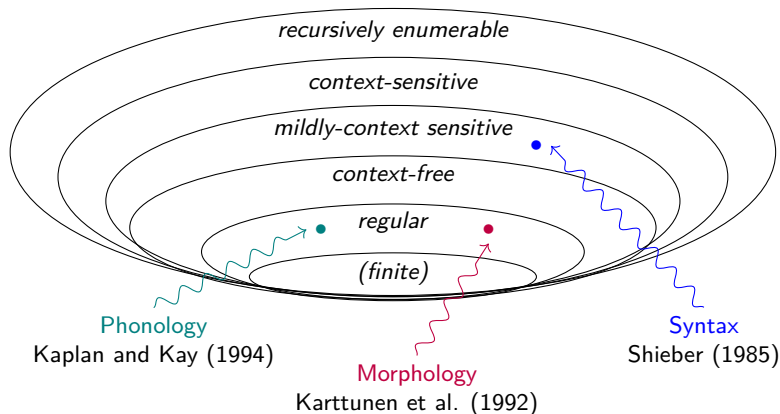 recursively enumerable
context-sensitive
mildly-context sensitive
context-free
regular
(finite)
Phonology
Kaplan and Kay (1994)
Morphology
Karttunen et al. (1992)
Syntax
Shieber (1985)